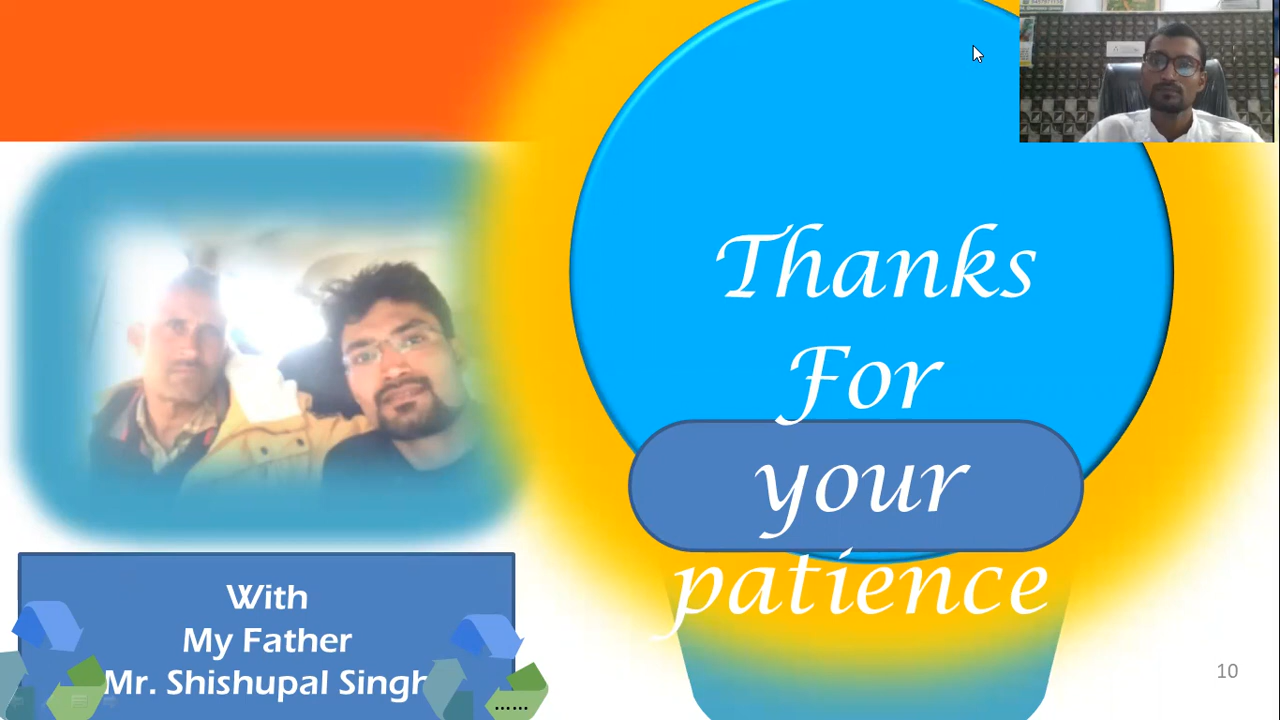 Thanks
For
your
patience
With
My Father
Mr. Shishupal Singh
......
10